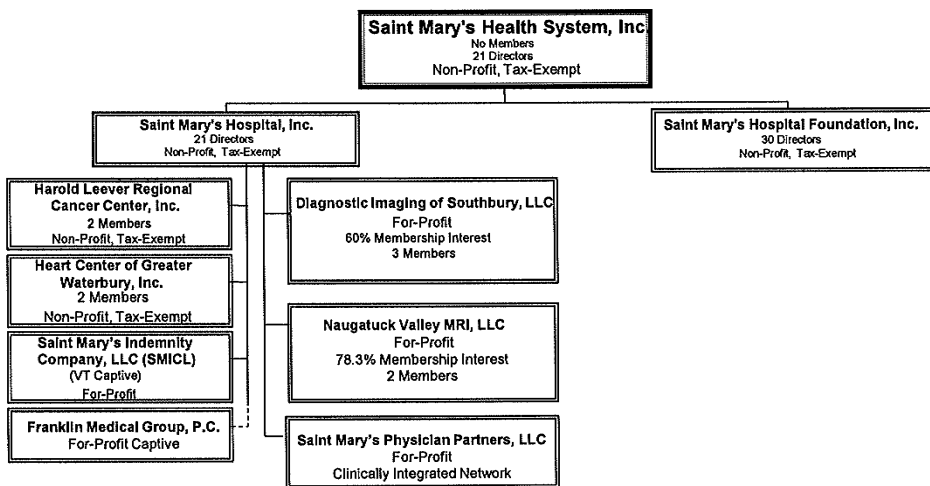 Saint Mary's Health System, Inc.
No Members
21 Directors
Non-Profit, Tax-Exempt
Saint Mary's Hospital, Inc.
21 Directors
Non-Profit, Tax-Exempt
Saint Mary's Hospital Foundation, Inc.
30 Directors
Non-Profit, Tax-Exempt
Harold Leever Regional
Cancer Center, Inc.
2 Members
Non-Profit, Tax-Exempt
Heart Center of Greater
Waterbury, Inc.
2 Members
Non-Profit, Tax-Exempt
Saint Mary's Indemnity
Company, LLC (SMICL)
(VT Captive)
For-Profit
Franklin Medical Group, P.C.
For-Profit Captive
Diagnostic Imaging of Southbury, LLC
For-Profit
60% Membership Interest
3 Members
Naugatuck Valley MRI, LLC
For-Profit
78.3% Membership Interest
2 Members
Saint Mary's Physician Partners, LLC
For-Profit
Clinically Integrated Network